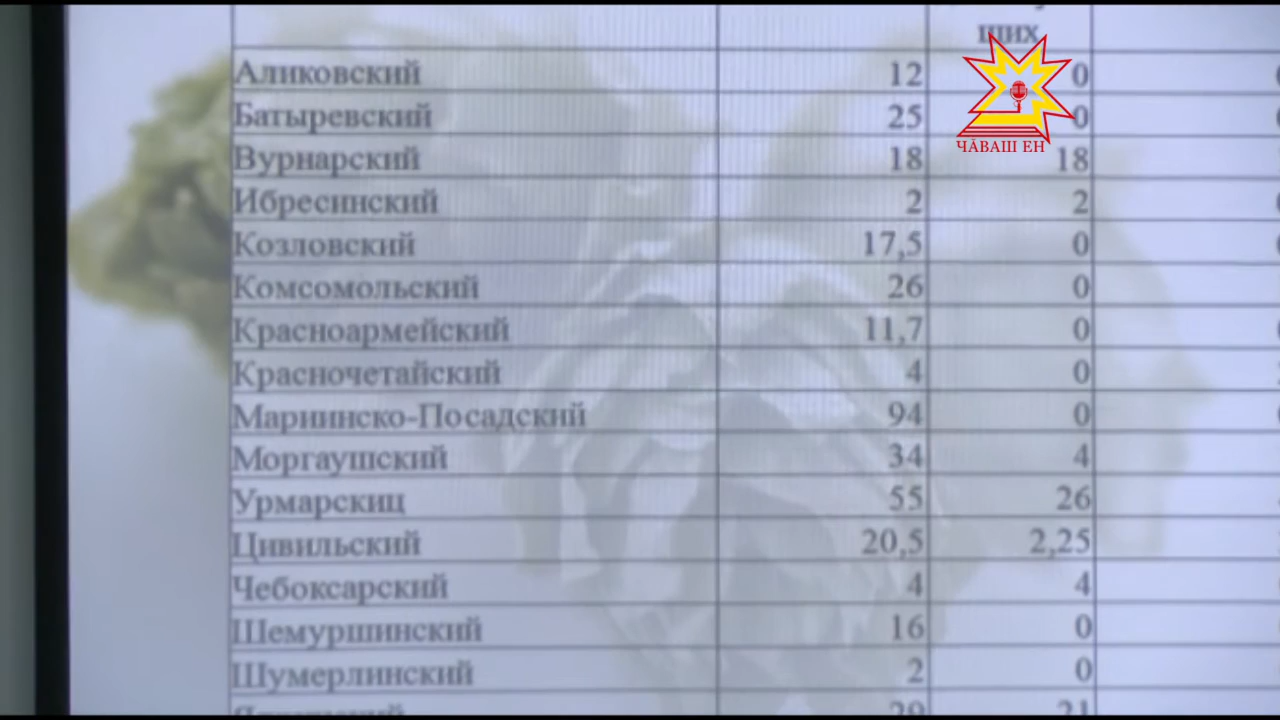 ших
Аликовский 12 0
Батыревский 25 0
Вурнарский 18 18
Ибресинский 2 2
Козловский 17,5 0
Комсомольский 26 0
Красноармейский 11,7 0
Красночетайский 4 0
Мариинско-Посадский 94 0
Моргаушский 34 4
Урмарскиц 55 26
Цивильский 20,5 2,25
Чебоксарский 4 4
Шемуршинский 16 0
Шумерлинский 2 0
ЧӐВАШ ЕН